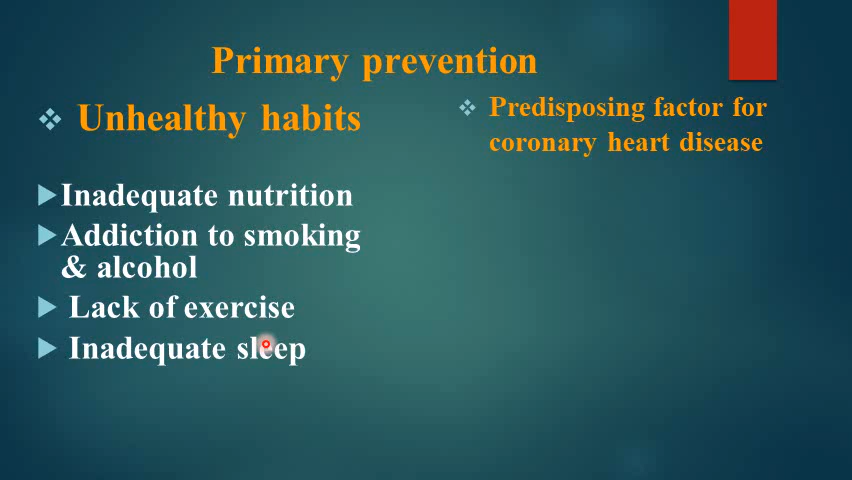 Primary prevention
Unhealthy habits
Inadequate nutrition
Addiction to smoking
& alcohol
Lack of exercise
Inadequate sleep
Predisposing factor for
coronary heart disease